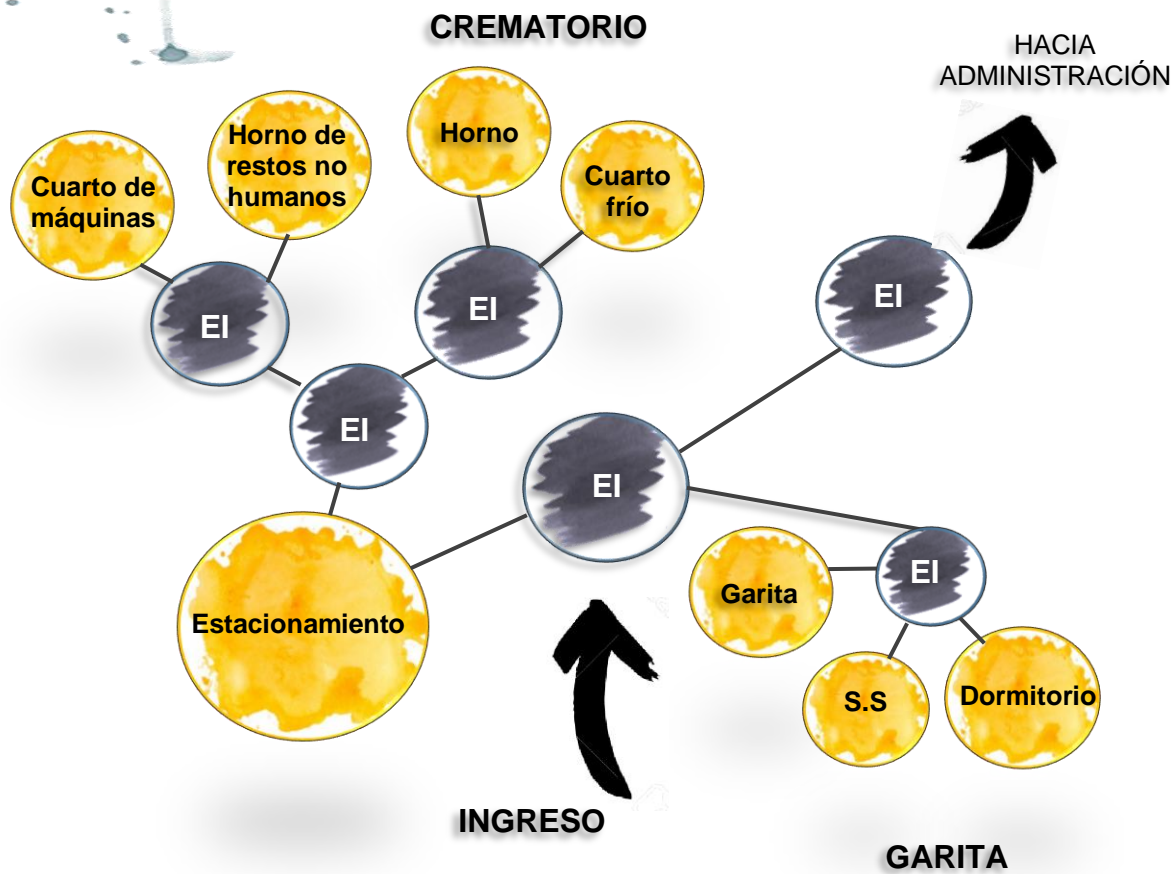 CREMATORIO
HACIA
ADMINISTRACIÓN
Horno de
restos no
humanos
Horno
Cuarto de
máquinas
Cuarto
frío
EI
EI
EI
EI
EI
EI
Garita
Estacionamiento
S.S
Dormitorio
INGRESO
GARITA